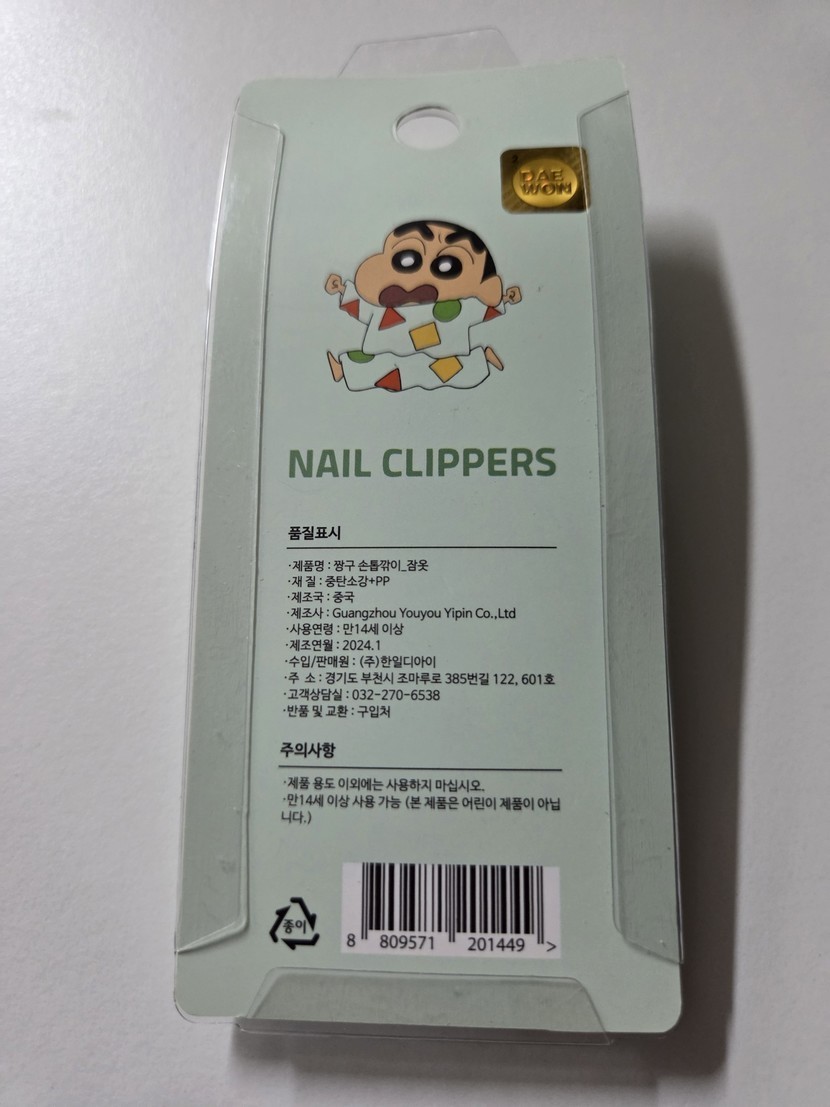 DAE
WON
NAIL CLIPPERS
품질표시
·제품명 : 짱구 손톱깎이_잠옷
·재 질 : 중탄소강+PP
·제조국 : 중국
·제조사 : Guangzhou Youyou Yipin Co.,Ltd
·사용연령 : 만14세 이상
·제조연월 : 2024.1
·수입/판매원 : (주)한일디아이
·주 소 : 경기도 부천시 조마루로 385번길 122, 601호
·고객상담실 : 032-270-6538
·반품 및 교환 : 구입처
주의사항
·제품 용도 이외에는 사용하지 마십시오.
·만14세 이상 사용 가능 (본 제품은 어린이 제품이 아닙
니다.)
종이
8 809571 201449 >